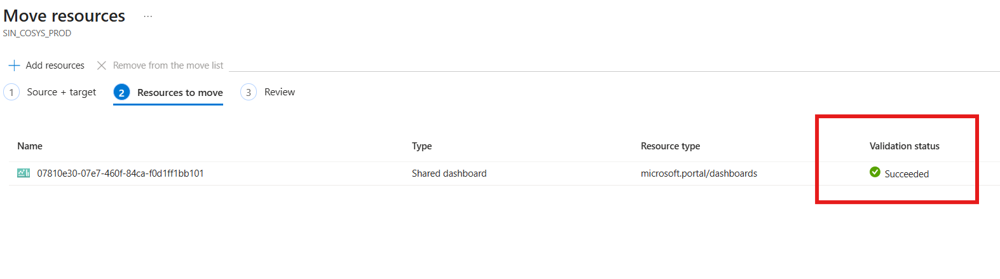 Move resources ...
SIN_COSYS_PROD
Add resources Remove from the move list
1 Source + target 2 Resources to move 3 Review
Name Type Resource type Validation status
07810e30-07e7-460f-84ca-f0d1ff1bb101 Shared dashboard microsoft.portal/dashboards Succeeded